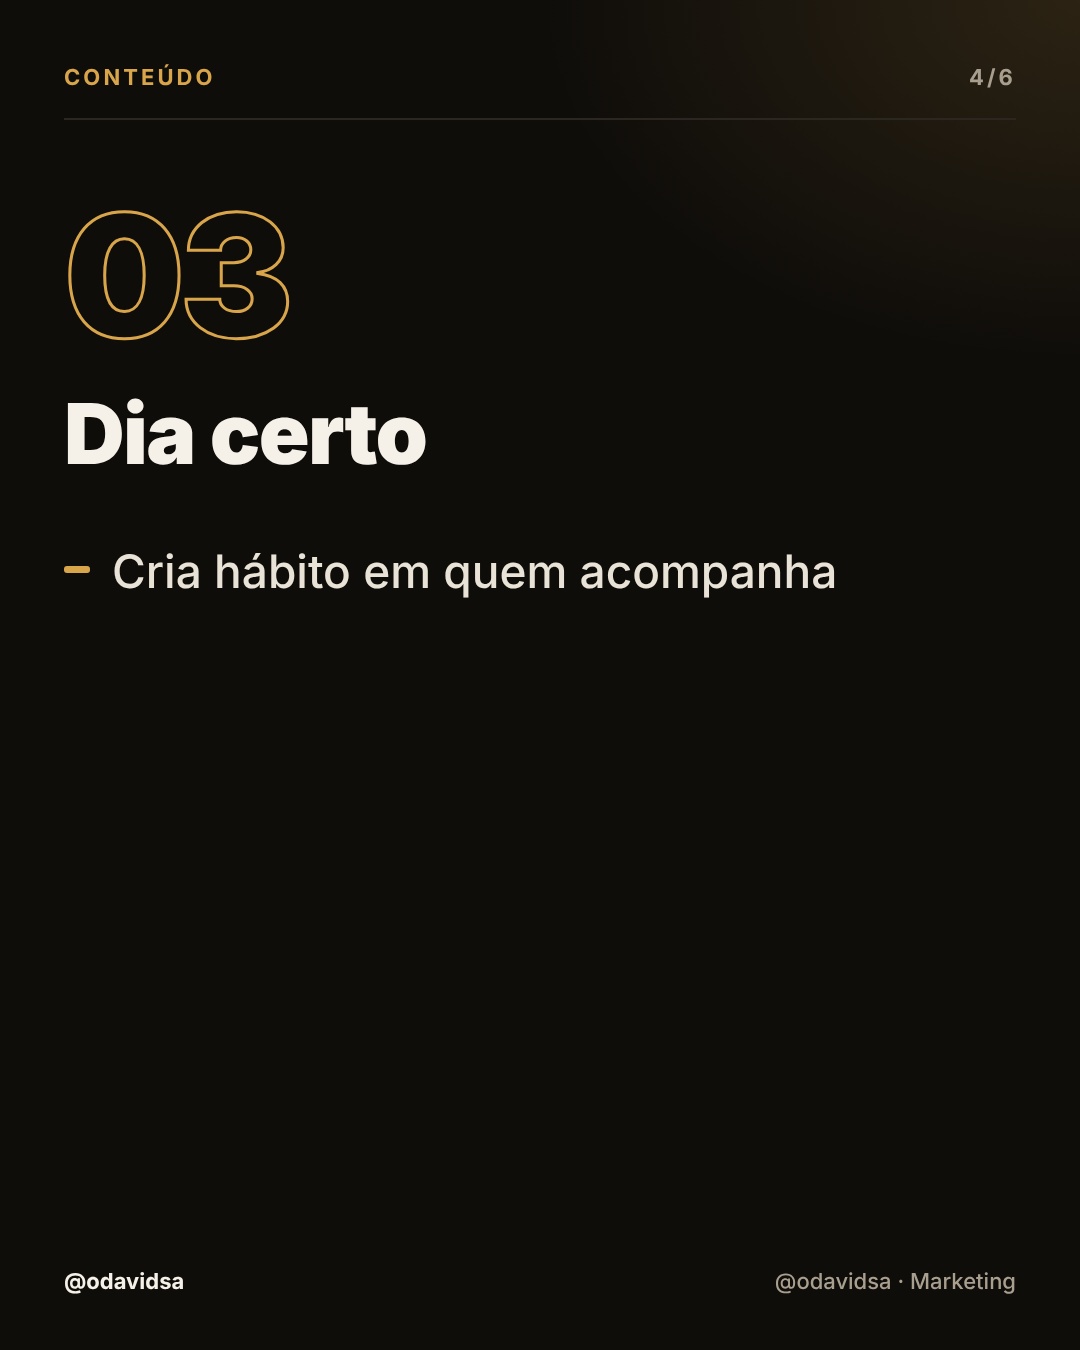 CONTEÚDO
4/6
03
Dia certo
Cria hábito em quem acompanha
@odavidsa
@odavidsa · Marketing